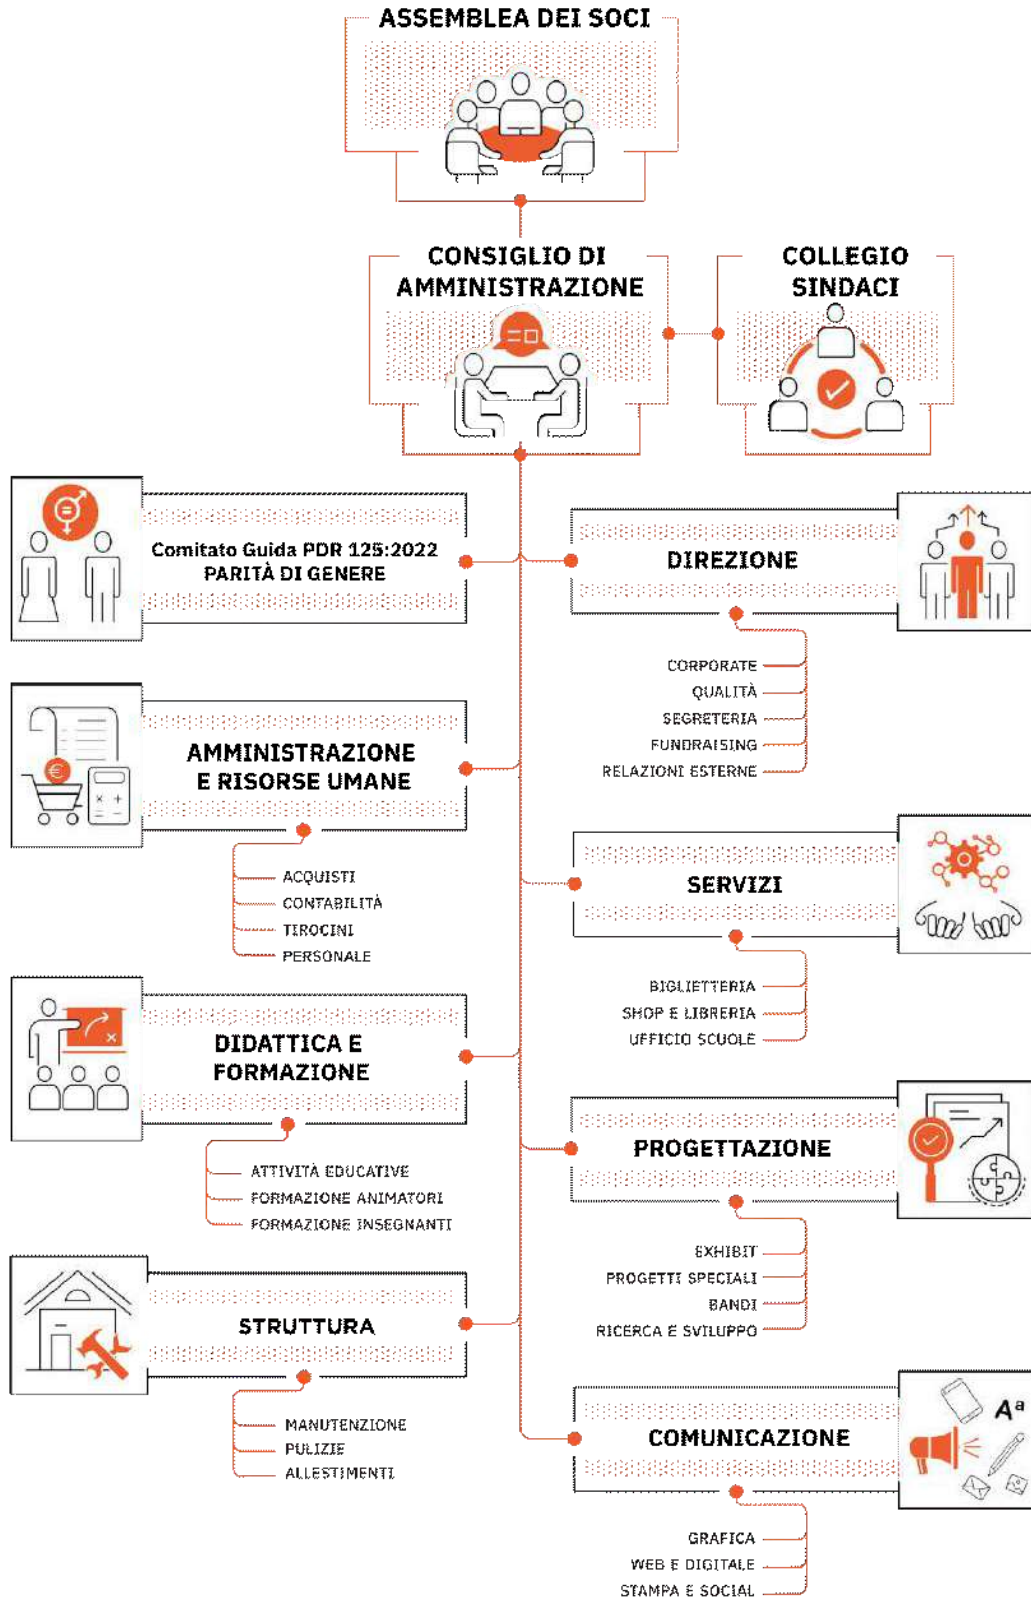 ASSEMBLEA DEI SOCI
CONSIGLIO DI
AMMINISTRAZIONE
COLLEGIO
SINDACI
Comitato Guida PDR 125:2022
PARITÀ DI GENERE
DIREZIONE
CORPORATE
QUALITÀ
SEGRETERIA
FUNDRAISING
RELAZIONI ESTERNE
AMMINISTRAZIONE
E RISORSE UMANE
ACQUISTI
CONTABILITÀ
TIROCINI
PERSONALE
SERVIZI
BIGLIETTERIA
SHOP E LIBRERIA
UFFICIO SCUOLE
DIDATTICA E
FORMAZIONE
ATTIVITÀ EDUCATIVE
FORMAZIONE ANIMATORI
FORMAZIONE INSEGNANTI
PROGETTAZIONE
EXHIBIT
PROGETTI SPECIALI
BANDI
RICERCA E SVILUPPO
STRUTTURA
MANUTENZIONE
PULIZIE
ALLESTIMENTI
COMUNICAZIONE
Aª
GRAFICA
WEB E DIGITALE
STAMPA E SOCIAL